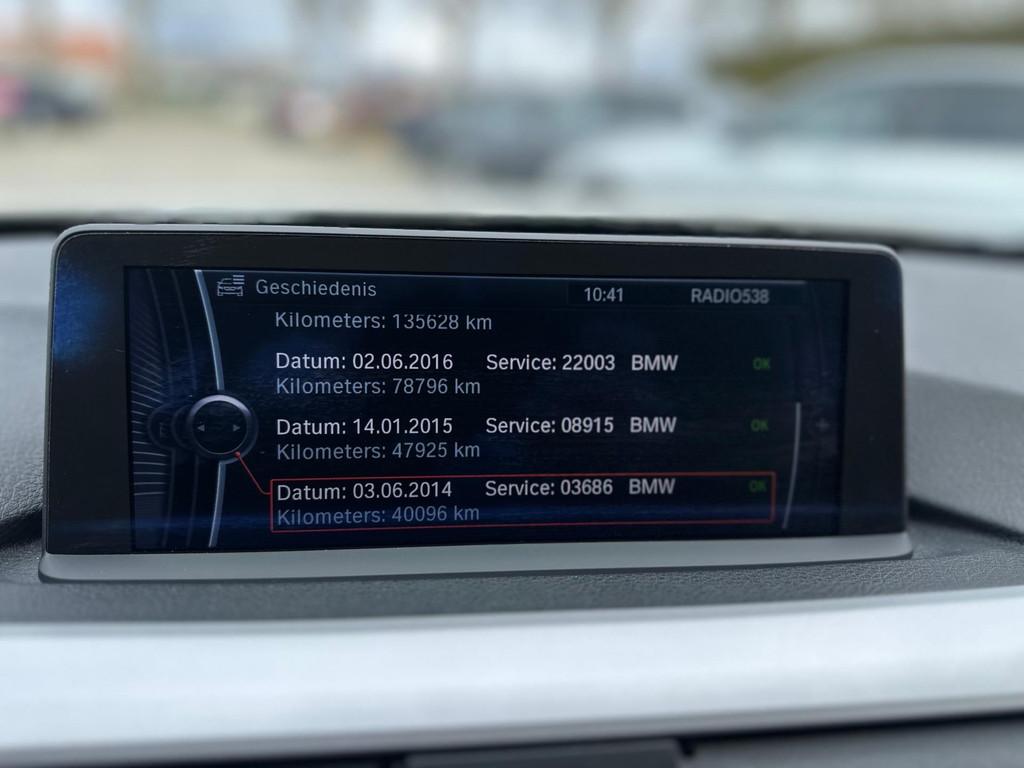 Geschiedenis 10:41 RADIO538
Kilometers: 135628 km
Datum: 02.06.2016 Service: 22003 BMW OK
Kilometers: 78796 km
Datum: 14.01.2015 Service: 08915 BMW OK
Kilometers: 47925 km
Datum: 03.06.2014 Service: 03686 BMW OK
Kilometers: 40096 km